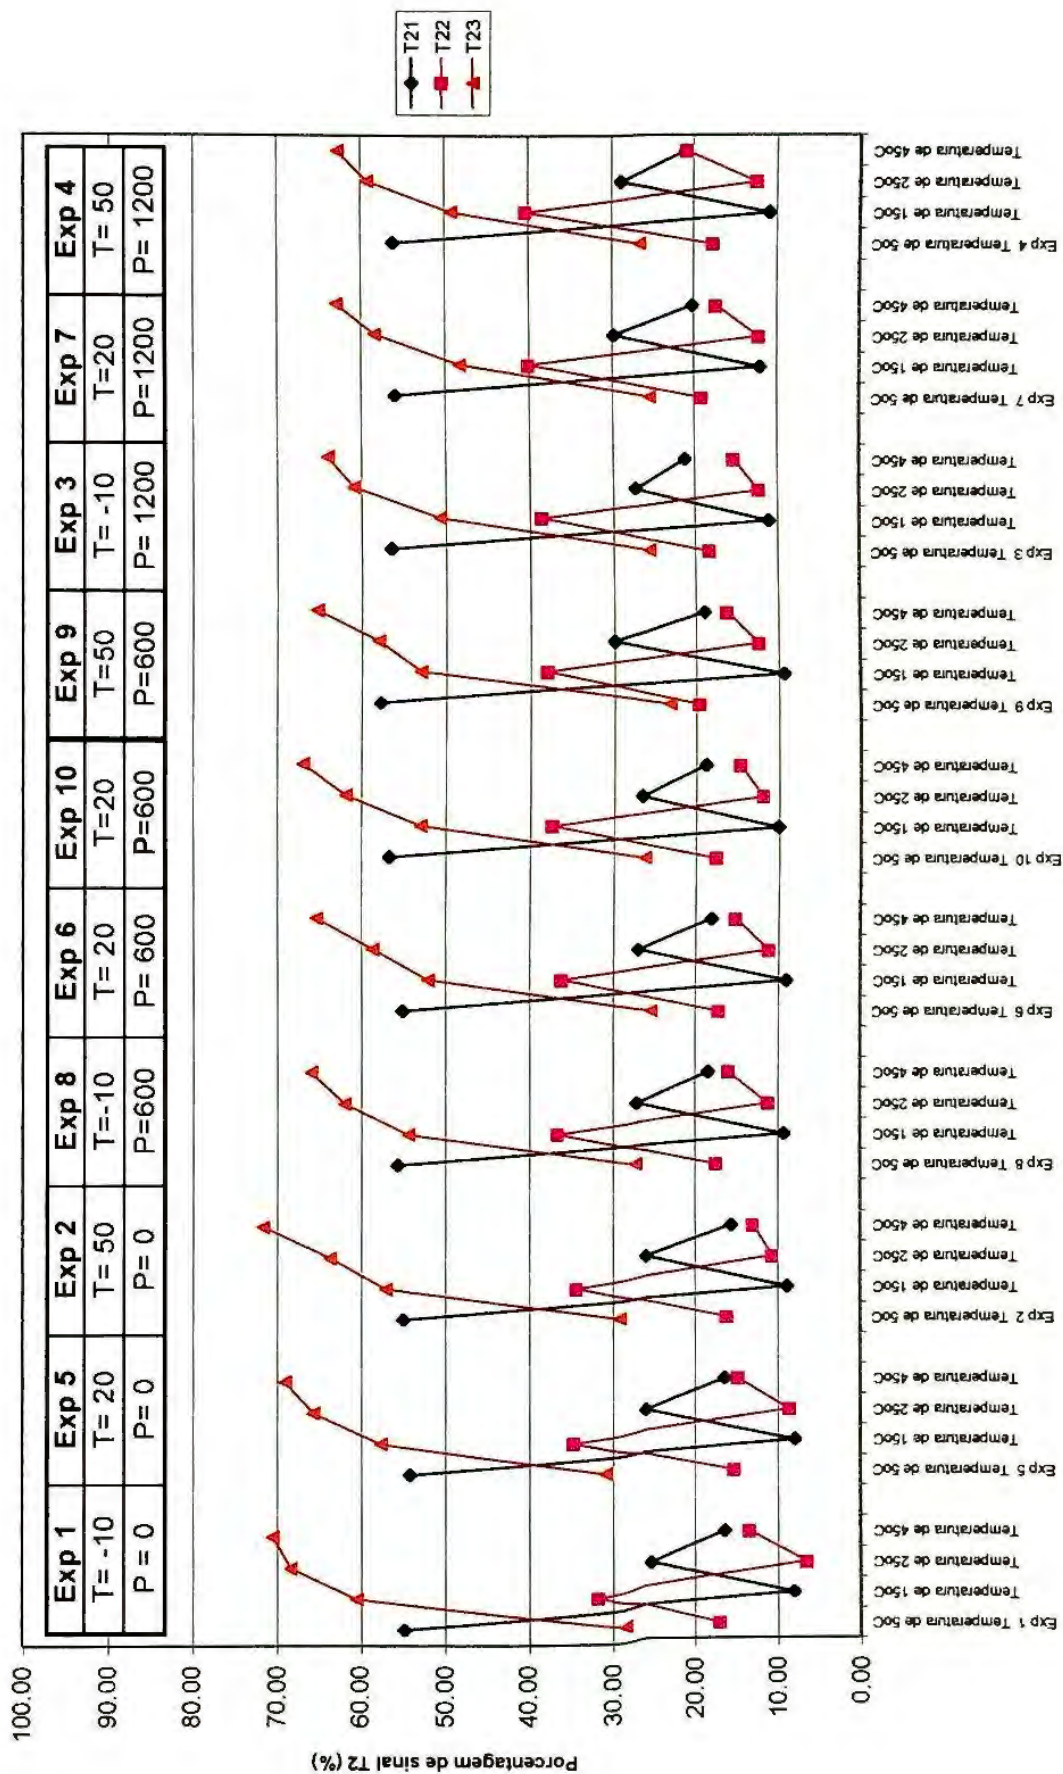 Exp 1 Exp 5 Exp 2 Exp 8 Exp 6 Exp 10 Exp 9 Exp 3 Exp 7 Exp 4
T= -10 T= 20 T= 50 T=-10 T= 20 T=20 T=50 T= -10 T=20 T= 50
P= 0 P= 0 P= 0 P=600 P= 600 P=600 P=600 P= 1200 P=1200 P= 1200
T21
T22
T23
Porcentagem de sinal T2 (%)
100.00
90.00
80.00
70.00
60.00
50.00
40.00
30.00
20.00
10.00
0.00
Exp 1 Temperatura de 5oC
Temperatura de 15oC
Temperatura de 25oC
Temperatura de 45oC
Exp 5 Temperatura de 5oC
Temperatura de 15oC
Temperatura de 25oC
Temperatura de 45oC
Exp 2 Temperatura de 5oC
Temperatura de 15oC
Temperatura de 25oC
Temperatura de 45oC
Exp 8 Temperatura de 5oC
Temperatura de 15oC
Temperatura de 25oC
Temperatura de 45oC
Exp 6 Temperatura de 5oC
Temperatura de 15oC
Temperatura de 25oC
Temperatura de 45oC
Exp 10 Temperatura de 5oC
Temperatura de 15oC
Temperatura de 25oC
Temperatura de 45oC
Exp 9 Temperatura de 5oC
Temperatura de 15oC
Temperatura de 25oC
Temperatura de 45oC
Exp 3 Temperatura de 5oC
Temperatura de 15oC
Temperatura de 25oC
Temperatura de 45oC
Exp 7 Temperatura de 5oC
Temperatura de 15oC
Temperatura de 25oC
Temperatura de 45oC
Exp 4 Temperatura de 5oC
Temperatura de 15oC
Temperatura de 25oC
Temperatura de 45oC